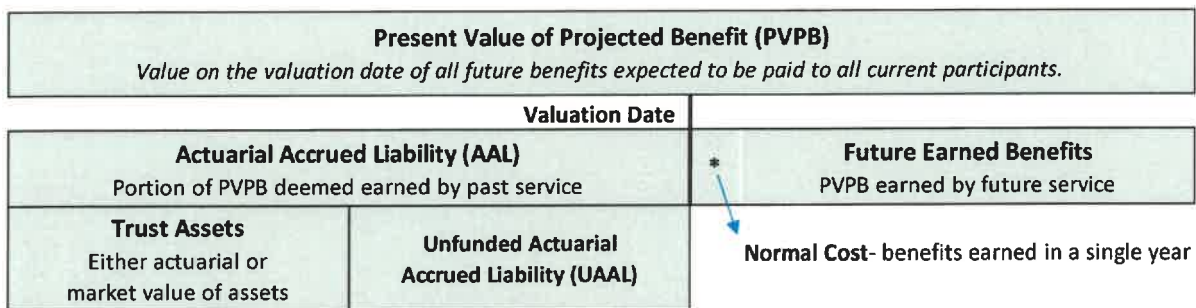 Present Value of Projected Benefit (PVPB)
Value on the valuation date of all future benefits expected to be paid to all current participants.
Valuation Date
Actuarial Accrued Liability (AAL)
Portion of PVPB deemed earned by past service
*
Future Earned Benefits
PVPB earned by future service
Trust Assets
Either actuarial or
market value of assets
Unfunded Actuarial
Accrued Liability (UAAL)
Normal Cost- benefits earned in a single year